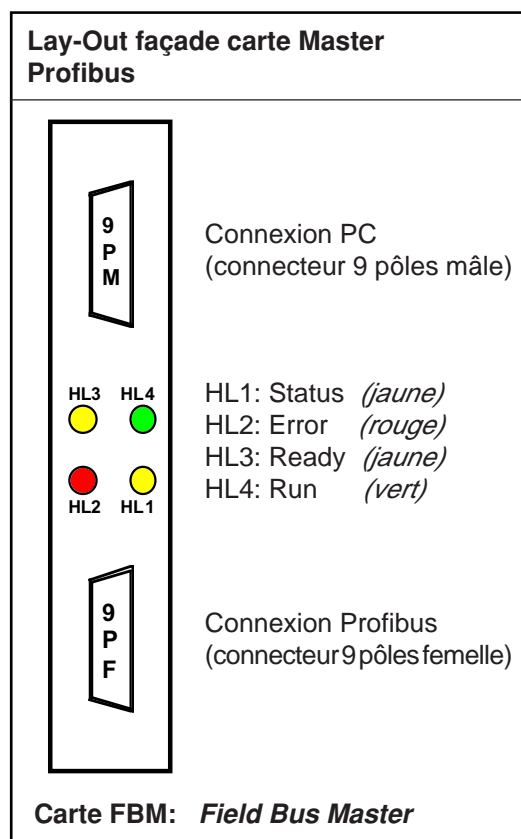 Lay-Out façade carte Master
Profibus
9
P
M
Connexion PC
(connecteur 9 pôles mâle)
HL3 HL4
HL2 HL1
HL1: Status (jaune)
HL2: Error (rouge)
HL3: Ready (jaune)
HL4: Run (vert)
9
P
F
Connexion Profibus
(connecteur 9 pôles femelle)
Carte FBM: Field Bus Master